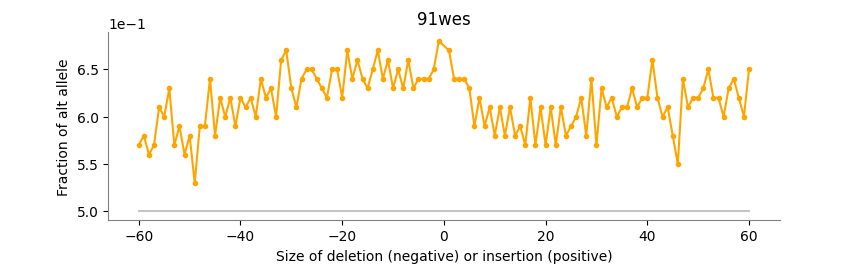 91wes
1e−1
Fraction of alt allele
6.5
6.0
5.5
5.0
−60 −40 −20 0 20 40 60
Size of deletion (negative) or insertion (positive)